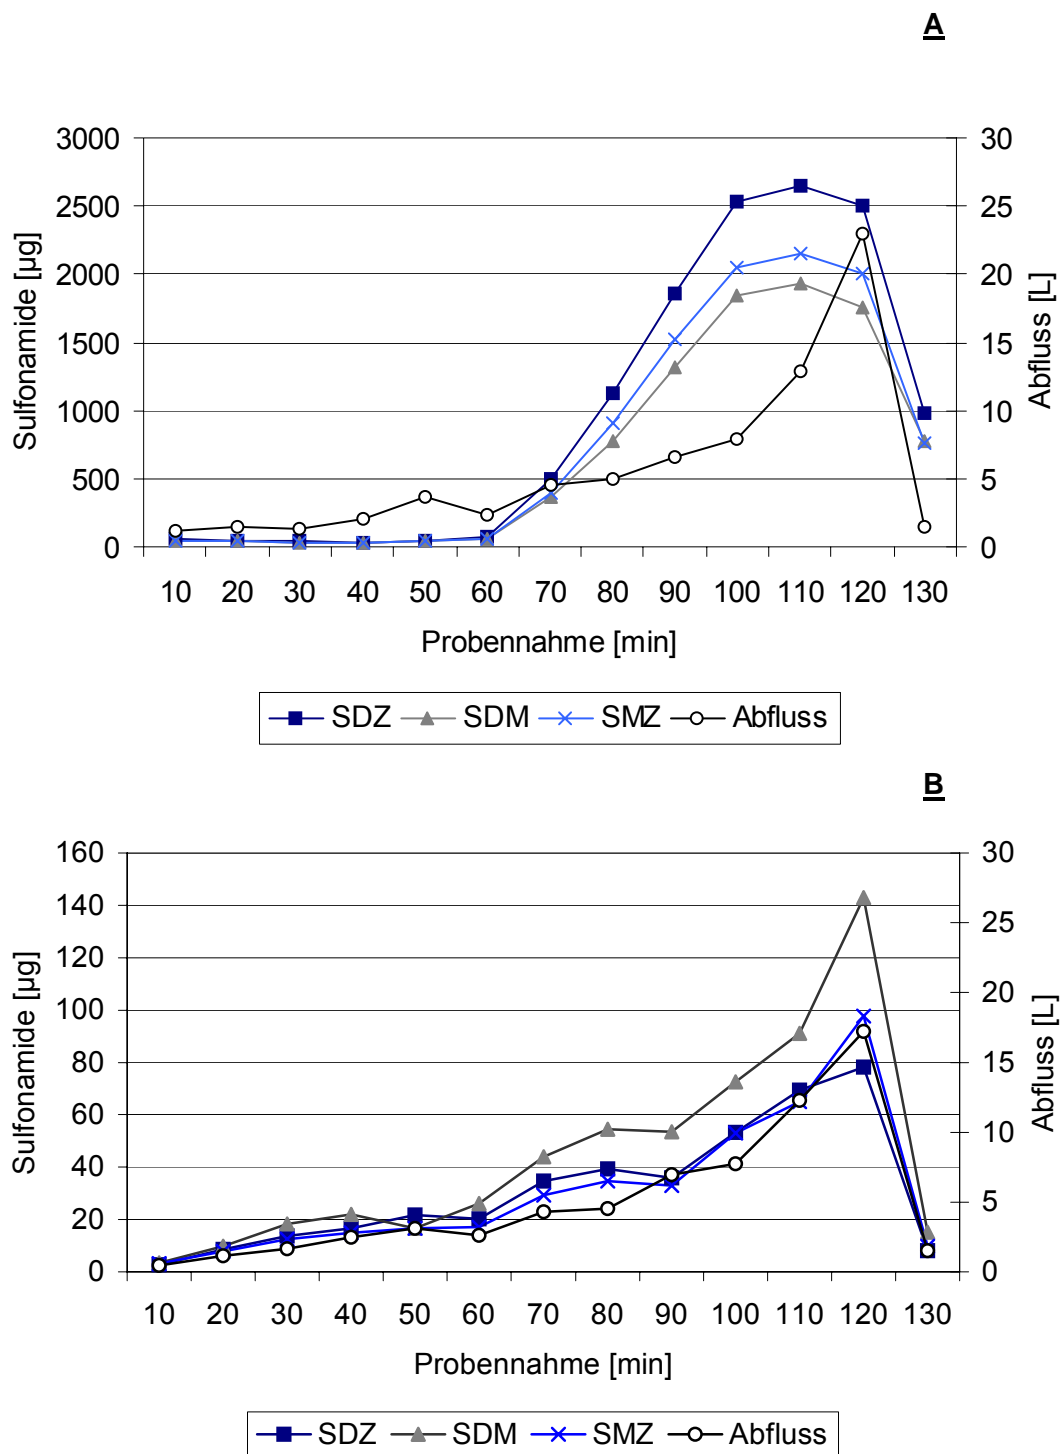 A
3000 30
2500 25
2000 20
1500 15
1000 10
500 5
0 0
Sulfonamide [µg]
Abfluss [L]
10 20 30 40 50 60 70 80 90 100 110 120 130
Probennahme [min]
SDZ SDM SMZ Abfluss
B
160 30
140 25
120
100 20
80 15
60 10
40
20 5
0 0
Sulfonamide [µg]
Abfluss [L]
10 20 30 40 50 60 70 80 90 100 110 120 130
Probennahme [min]
SDZ SDM SMZ Abfluss